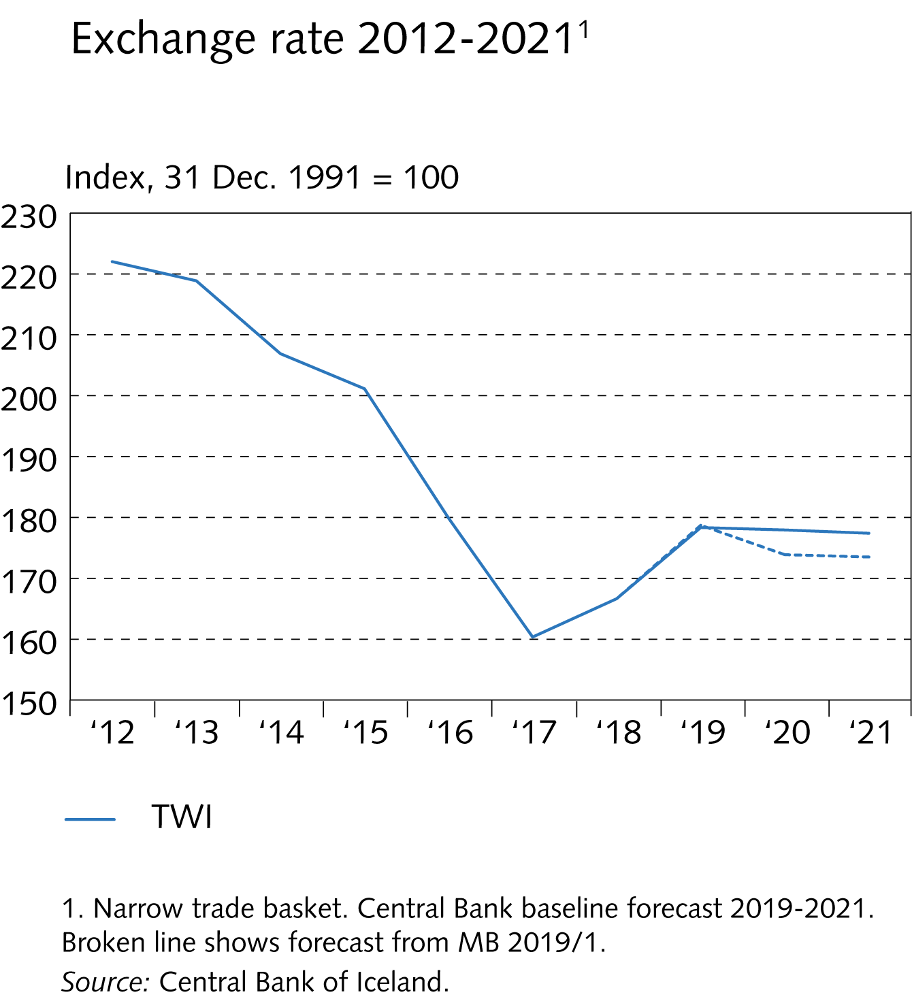 Exchange rate 2012-2021¹
Index, 31 Dec. 1991 = 100
230
220
210
200
190
180
170
160
150
‘12 ‘13 ‘14 ‘15 ‘16 ‘17 ‘18 ‘19 ‘20 ‘21
TWI
1. Narrow trade basket. Central Bank baseline forecast 2019-2021.
Broken line shows forecast from MB 2019/1.
Source: Central Bank of Iceland.